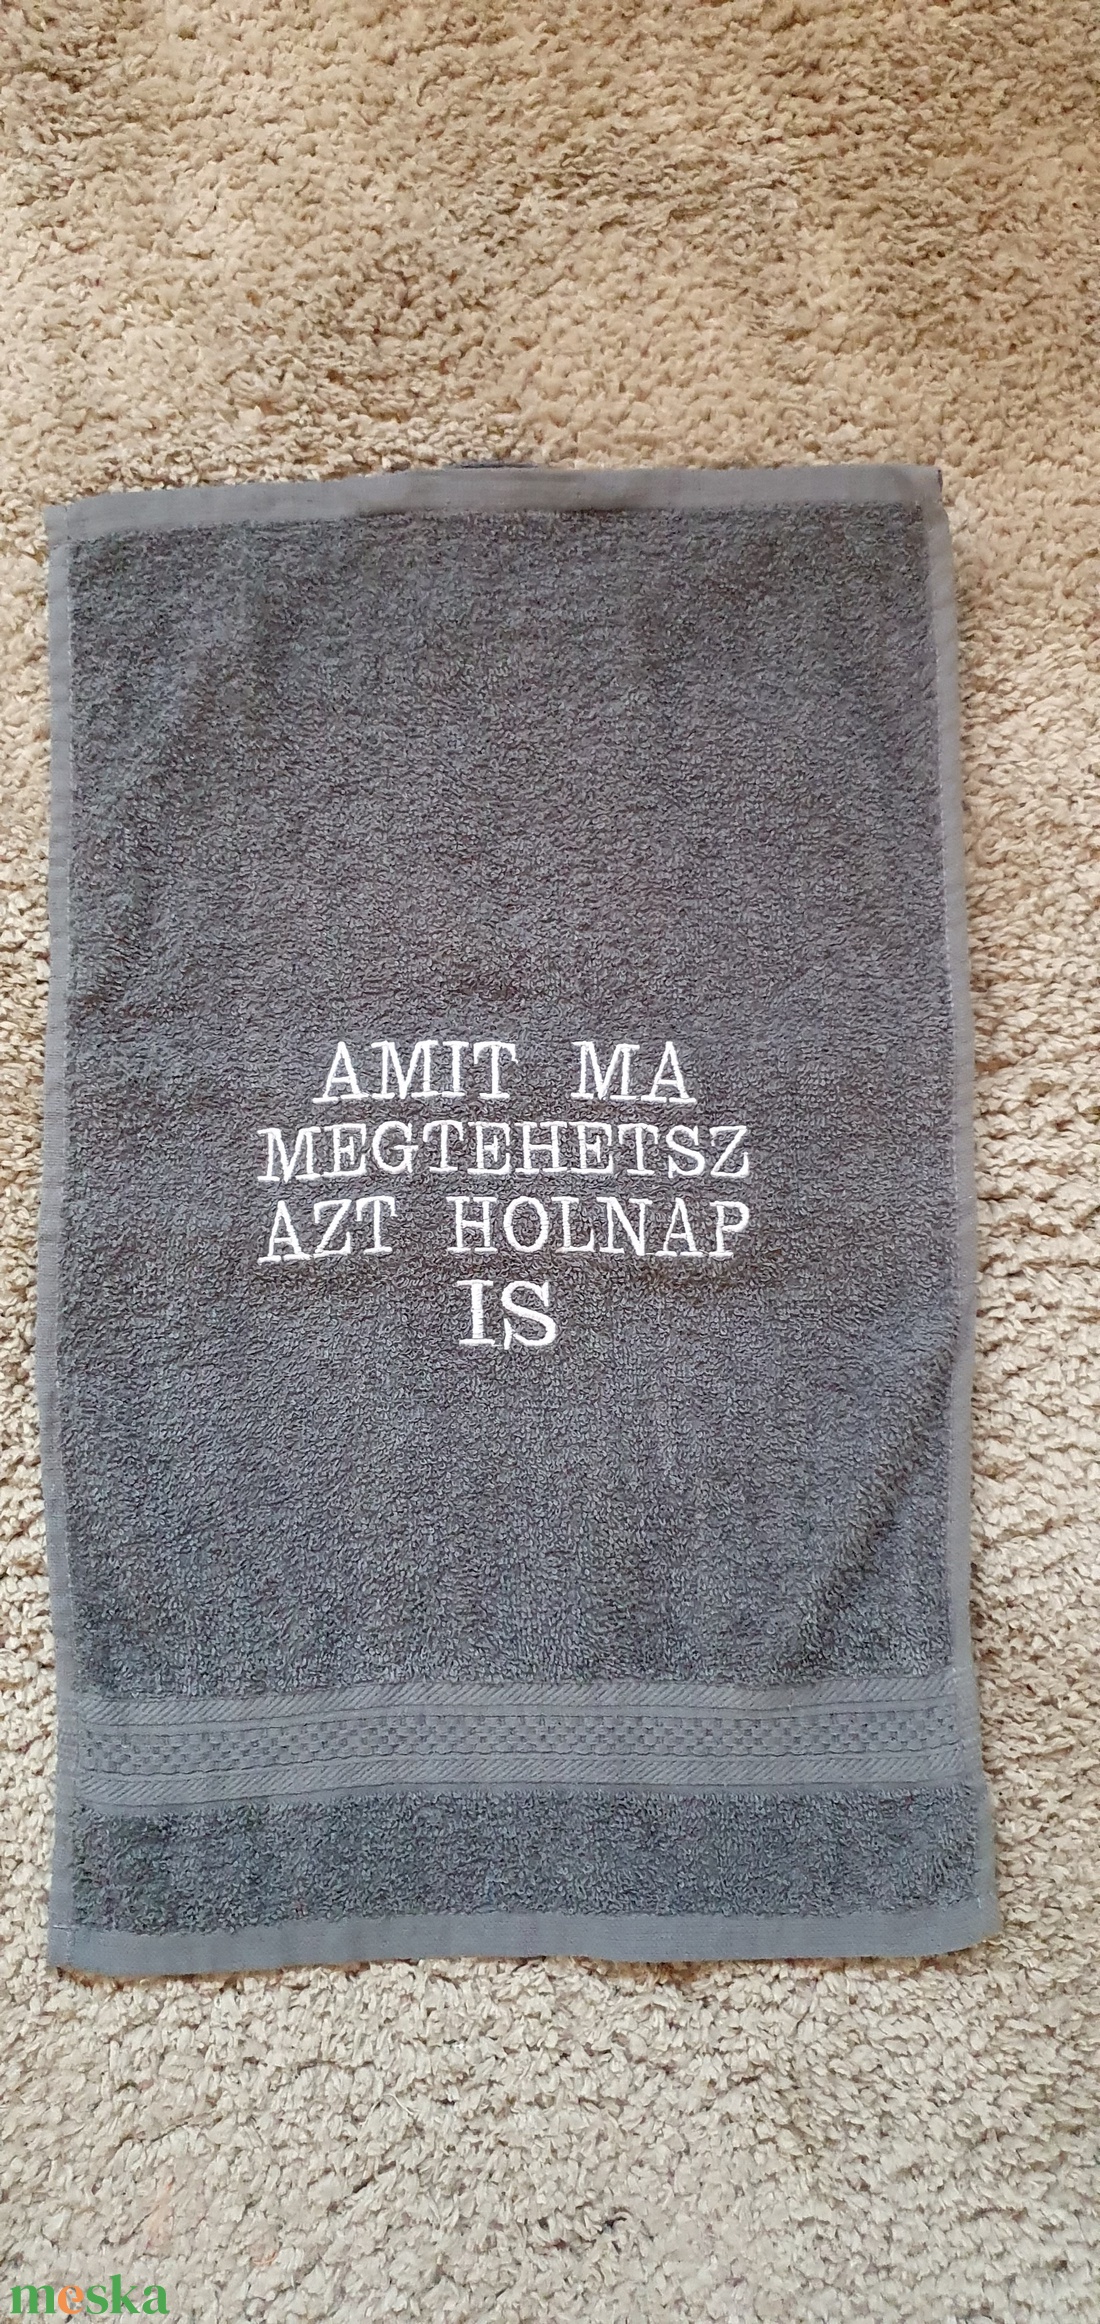 AMIT MA
MEGTEHETSZ
AZT HOLNAP
IS
meska